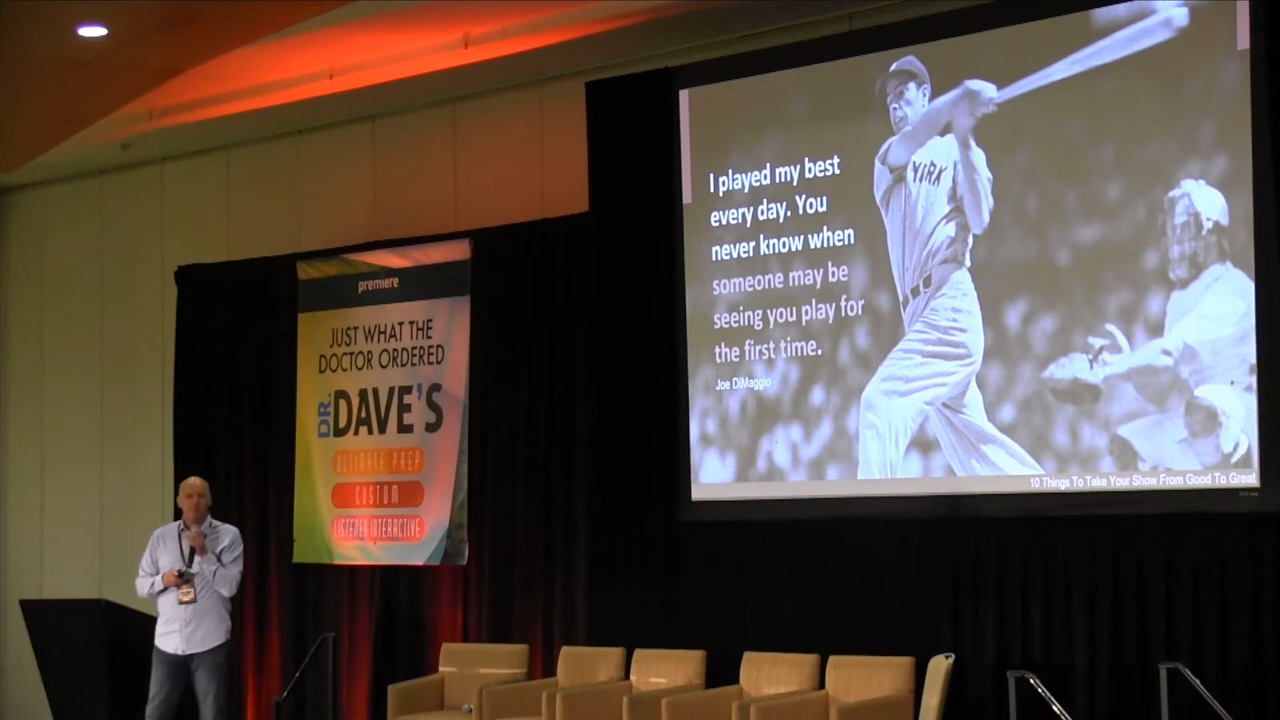 premiere
JUST WHAT THE
DOCTOR ORDERED
DR. DAVE'S
ULTIMATE PREP
CUSTOM
LISTENER INTERACTIVE
I played my best
every day. You
never know when
someone may be
seeing you play for
the first time.
Joe DiMaggio
YORK
10 Things To Take Your Show From Good To Great